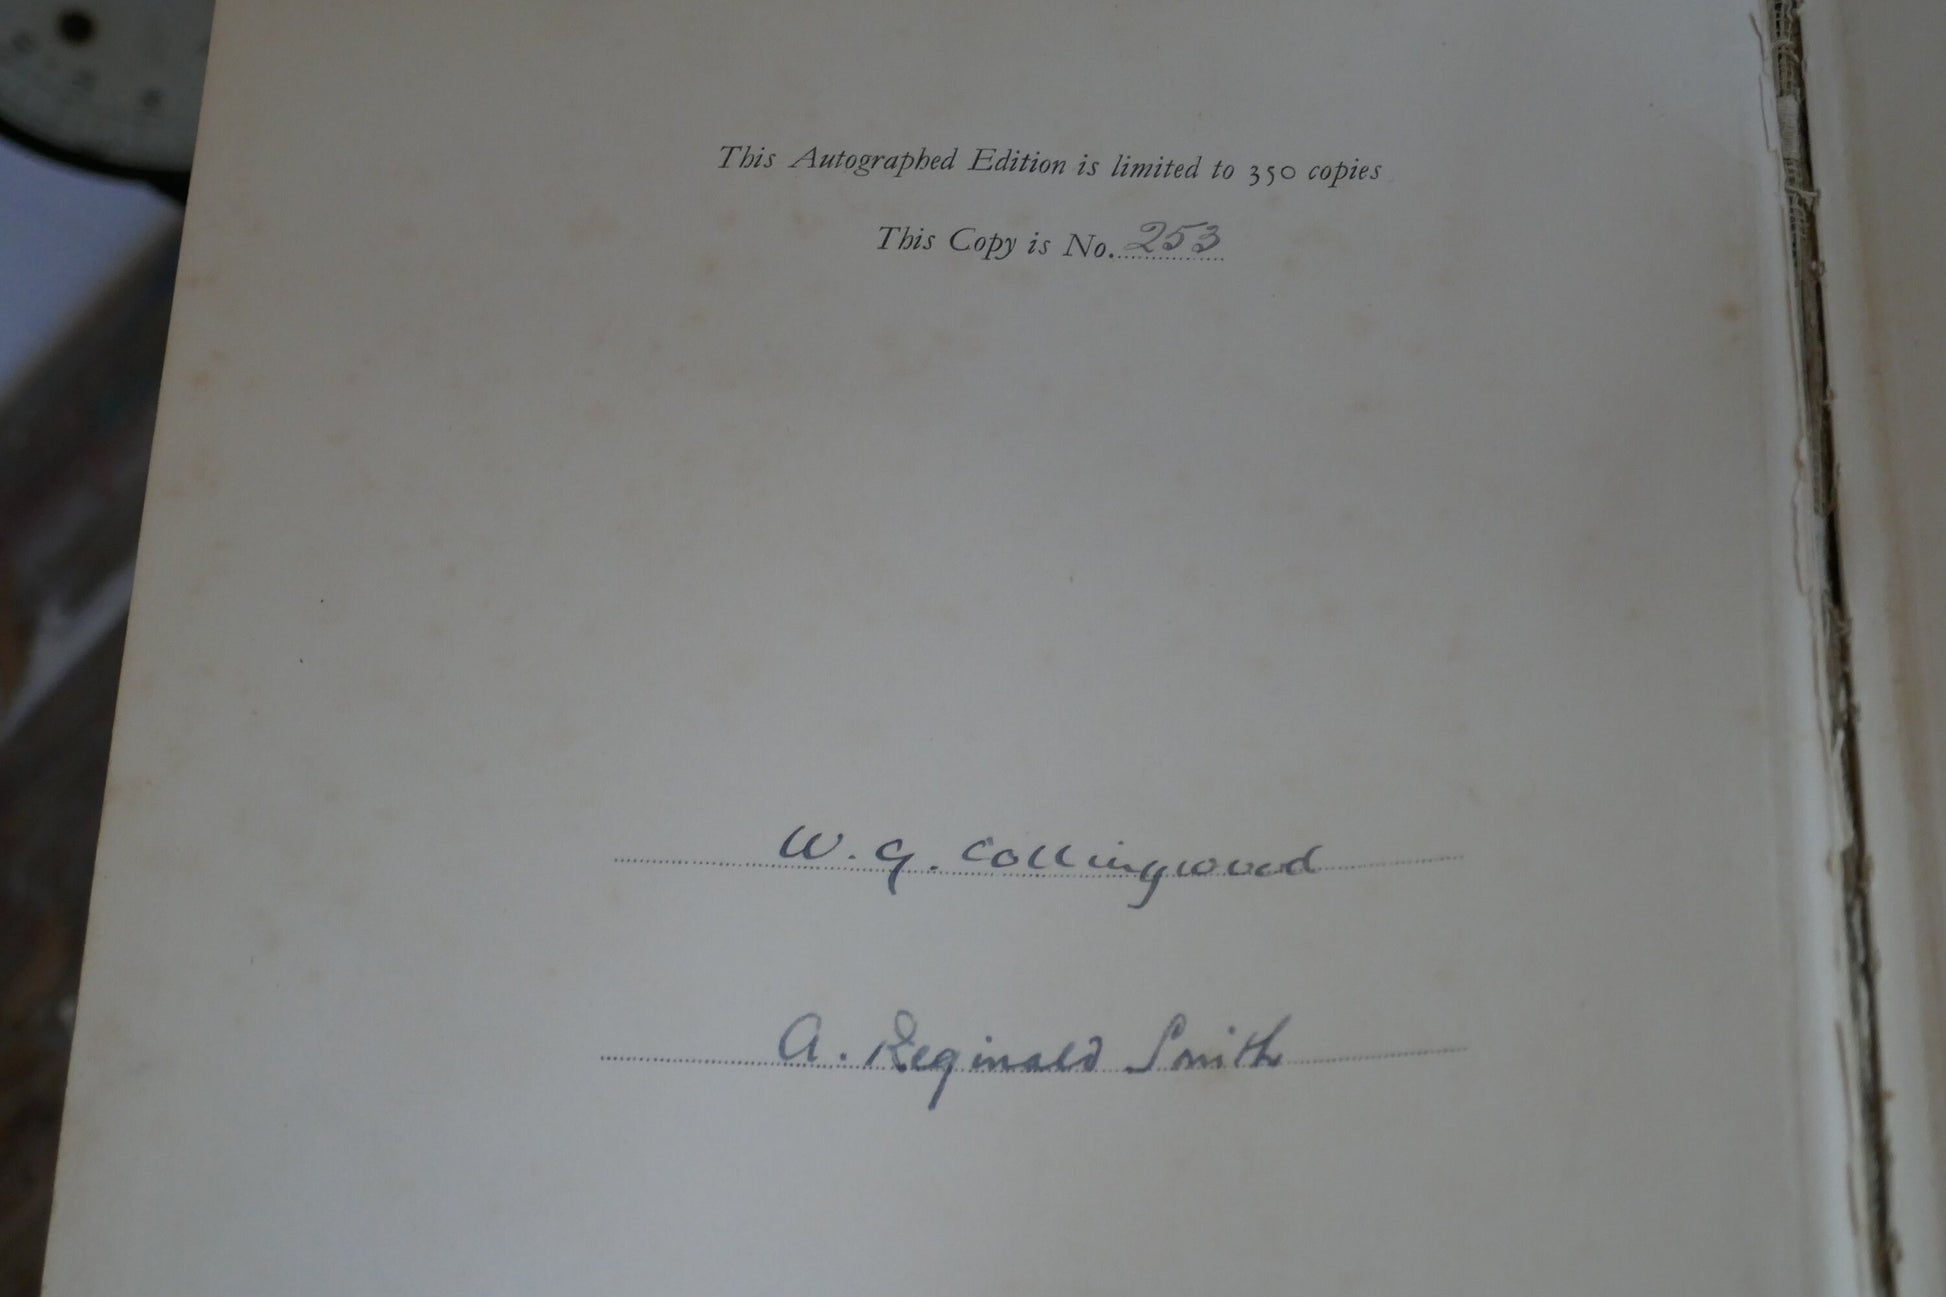 This Autographed Edition is limited to 350 copies
This Copy is No. 253
W. G. Collingwood
A. Reginald Smith